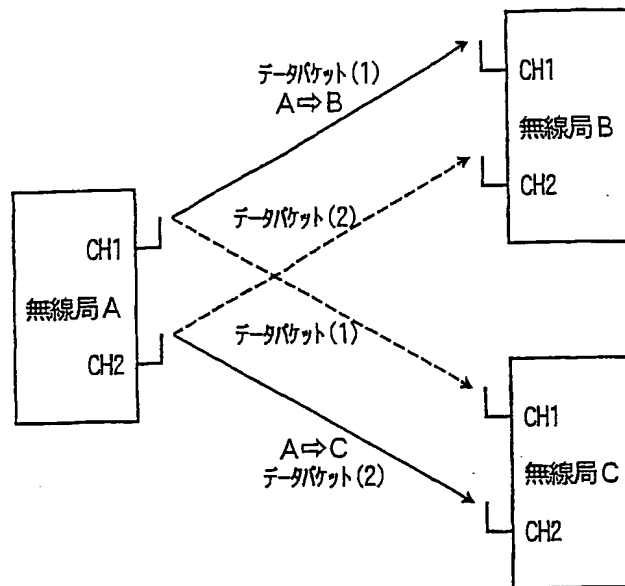 データパケット(1)
A⇒B
CH1
無線局B
CH2
データパケット(2)
CH1
無線局A
CH2
データパケット(1)
A⇒C
データパケット(2)
CH1
無線局C
CH2